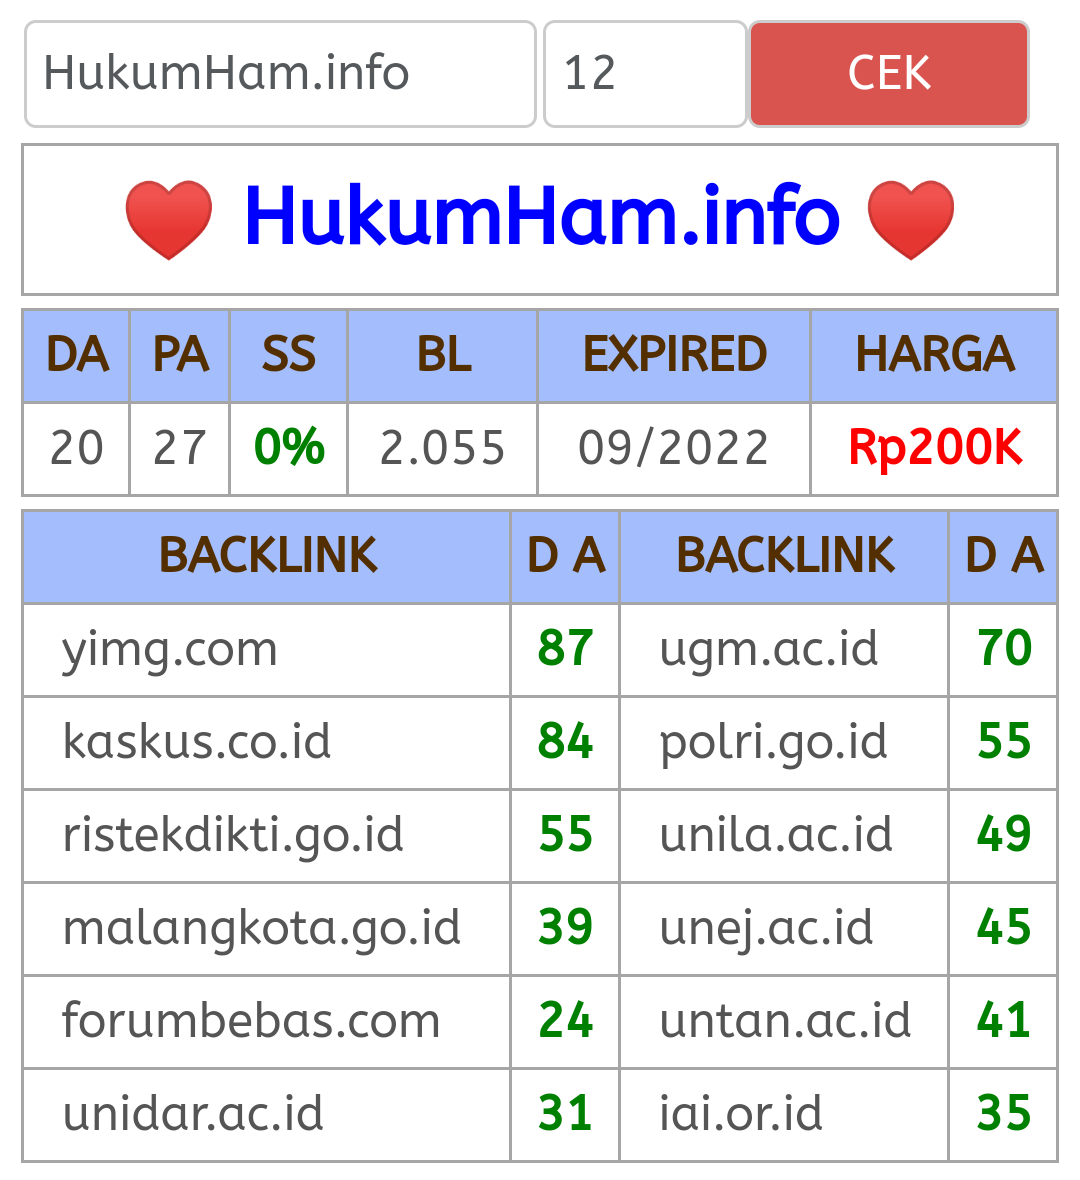 HukumHam.info 12 CEK
HukumHam.info
DA PA SS BL EXPIRED HARGA
20 27 0% 2.055 09/2022 Rp200K
BACKLINK D A BACKLINK D A
yimg.com 87 ugm.ac.id 70
kaskus.co.id 84 polri.go.id 55
ristekdikti.go.id 55 unila.ac.id 49
malangkota.go.id 39 unej.ac.id 45
forumbebas.com 24 untan.ac.id 41
unidar.ac.id 31 iai.or.id 35